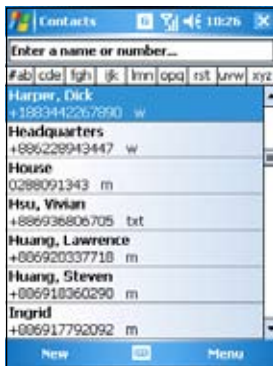 Contacts 10:26
Enter a name or number...
#ab cde fgh ijk lmn opq rst uvw xyz
Harper, Dick
+1883442267890 w
Headquarters
+886228943447 w
House
0288091343 m
Hsu, Vivian
+886936806705 txt
Huang, Lawrence
+886920337718 m
Huang, Steven
+886918360290 m
Ingrid
+886917792092 m
New Menu